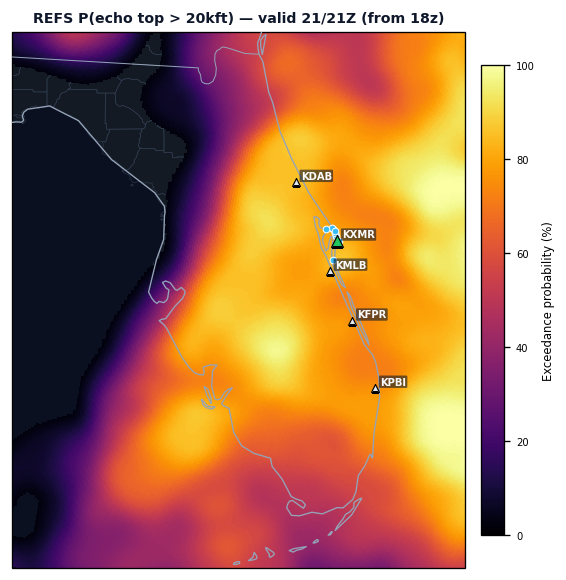 REFS P(echo top > 20kft) — valid 21/21Z (from 18z)
KDAB
KXMR
KMLB
KFPR
KPBI
100
80
60
40
20
0
Exceedance probability (%)